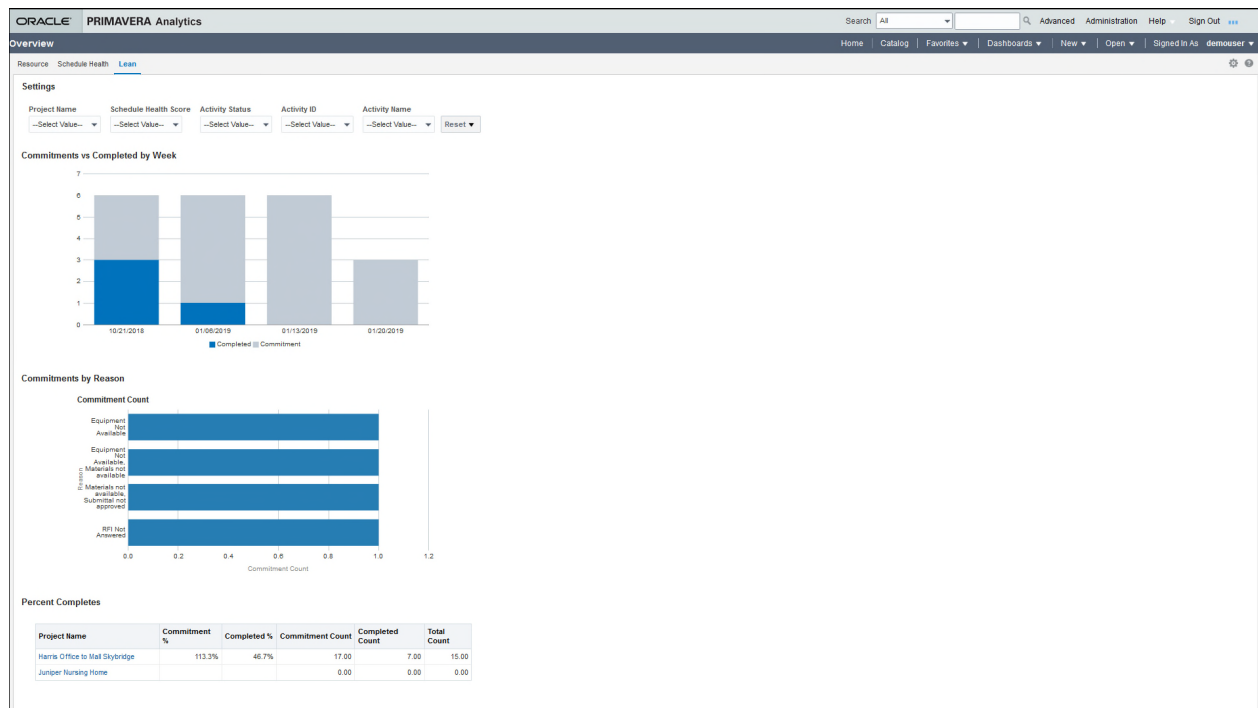 ORACLE PRIMAVERA Analytics Search All Advanced Administration Help Sign Out
Overview Home Catalog Favorites Dashboards New Open Signed In As demouser
Resource Schedule Health Lean
Settings
Project Name Schedule Health Score Activity Status Activity ID Activity Name
--Select Value-- --Select Value-- --Select Value-- --Select Value-- --Select Value-- Reset
Commitments vs Completed by Week
7
6
5
4
3
2
1
0
10/21/2018 01/06/2019 01/13/2019 01/20/2019
Completed Commitment
Commitments by Reason
Commitment Count
Reason
Equipment
Not
Available
Equipment
Not
Available,
Materials not
available
Materials not
available,
Submittal not
approved
RFI Not
Answered
0.0 0.2 0.4 0.6 0.8 1.0 1.2
Commitment Count
Percent Completes
Project Name Commitment % Completed % Commitment Count Completed Count Total Count
Harris Office to Mall Skybridge 113.3% 46.7% 17.00 7.00 15.00
Juniper Nursing Home 0.00 0.00 0.00